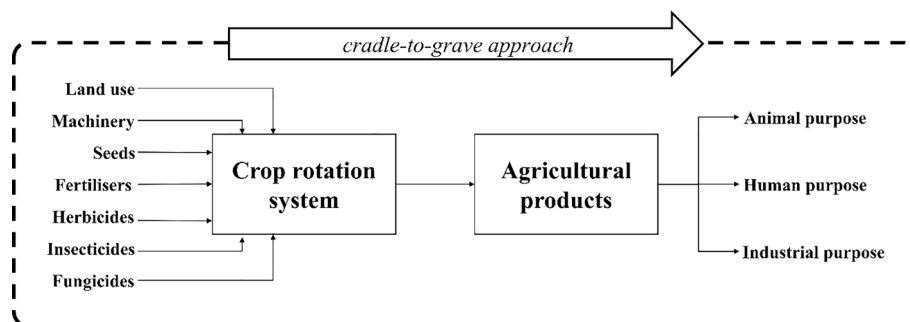 cradle-to-grave approach
Land use
Machinery
Seeds
Fertilisers
Herbicides
Insecticides
Fungicides
Crop rotation
system
Agricultural
products
Animal purpose
Human purpose
Industrial purpose